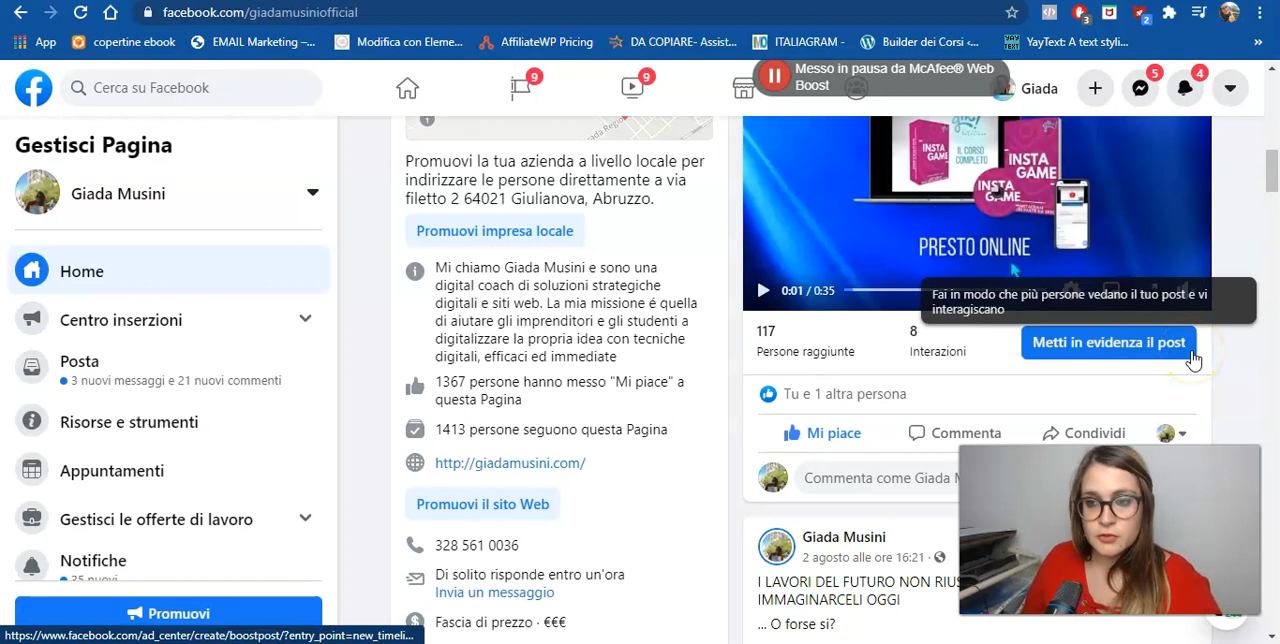 facebook.com/giadamusiniofficial
App
copertine ebook
EMAIL Marketing –...
Modifica con Eleme...
AffiliateWP Pricing
DA COPIARE- Assist...
ITALIAGRAM -
Builder dei Corsi ‹...
YayText: A text styli...
»
3
2
Cerca su Facebook
9
9
Messo in pausa da McAfee® Web
Boost
Giada
5
4
Gestisci Pagina
Giada Musini
Home
Centro inserzioni
Posta
3 nuovi messaggi e 21 nuovi commenti
Risorse e strumenti
Appuntamenti
Gestisci le offerte di lavoro
Notifiche
35 nuovi
Promuovi
https://www.facebook.com/ad_center/create/boostpost/?entry_point=new_timeli...
Promuovi la tua azienda a livello locale per
indirizzare le persone direttamente a via
filetto 2 64021 Giulianova, Abruzzo.
Promuovi impresa locale
Mi chiamo Giada Musini e sono una
digital coach di soluzioni strategiche
digitali e siti web. La mia missione é quella
di aiutare gli imprenditori e gli studenti a
digitalizzare la propria idea con tecniche
digitali, efficaci ed immediate
1367 persone hanno messo "Mi piace" a
questa Pagina
1413 persone seguono questa Pagina
http://giadamusini.com/
Promuovi il sito Web
328 561 0036
Di solito risponde entro un'ora
Invia un messaggio
Fascia di prezzo · €€€
IL CORSO
COMPLETO
INSTA
GAME
INSTA
GAME
INSTA
GAME
PRESTO ONLINE
0:01 / 0:35
Fai in modo che più persone vedano il tuo post e vi
interagiscano
117
Persone raggiunte
8
Interazioni
Metti in evidenza il post
Tu e 1 altra persona
Mi piace
Commenta
Condividi
Commenta come Giada M
Giada Musini
2 agosto alle ore 16:21 ·
I LAVORI DEL FUTURO NON RIUS
IMMAGINARCELI OGGI
... O forse si?